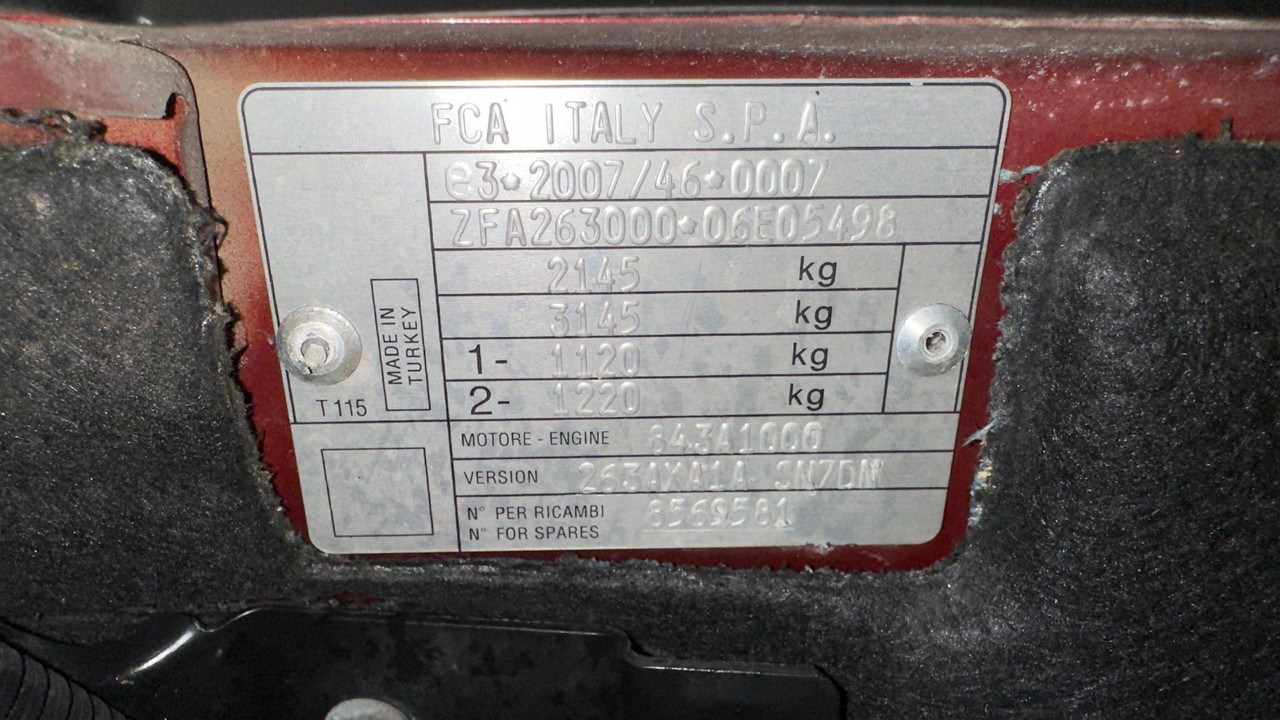 FCA ITALY S.P.A.
e3*2007/46*0007
ZFA263000*06E05498
2145 kg
3145 kg
1- 1120 kg
2- 1220 kg
MADE IN
TURKEY
T115
MOTORE - ENGINE 843A1000
VERSION 263AXA1A SN7DN
N° PER RICAMBI
N° FOR SPARES
8569581